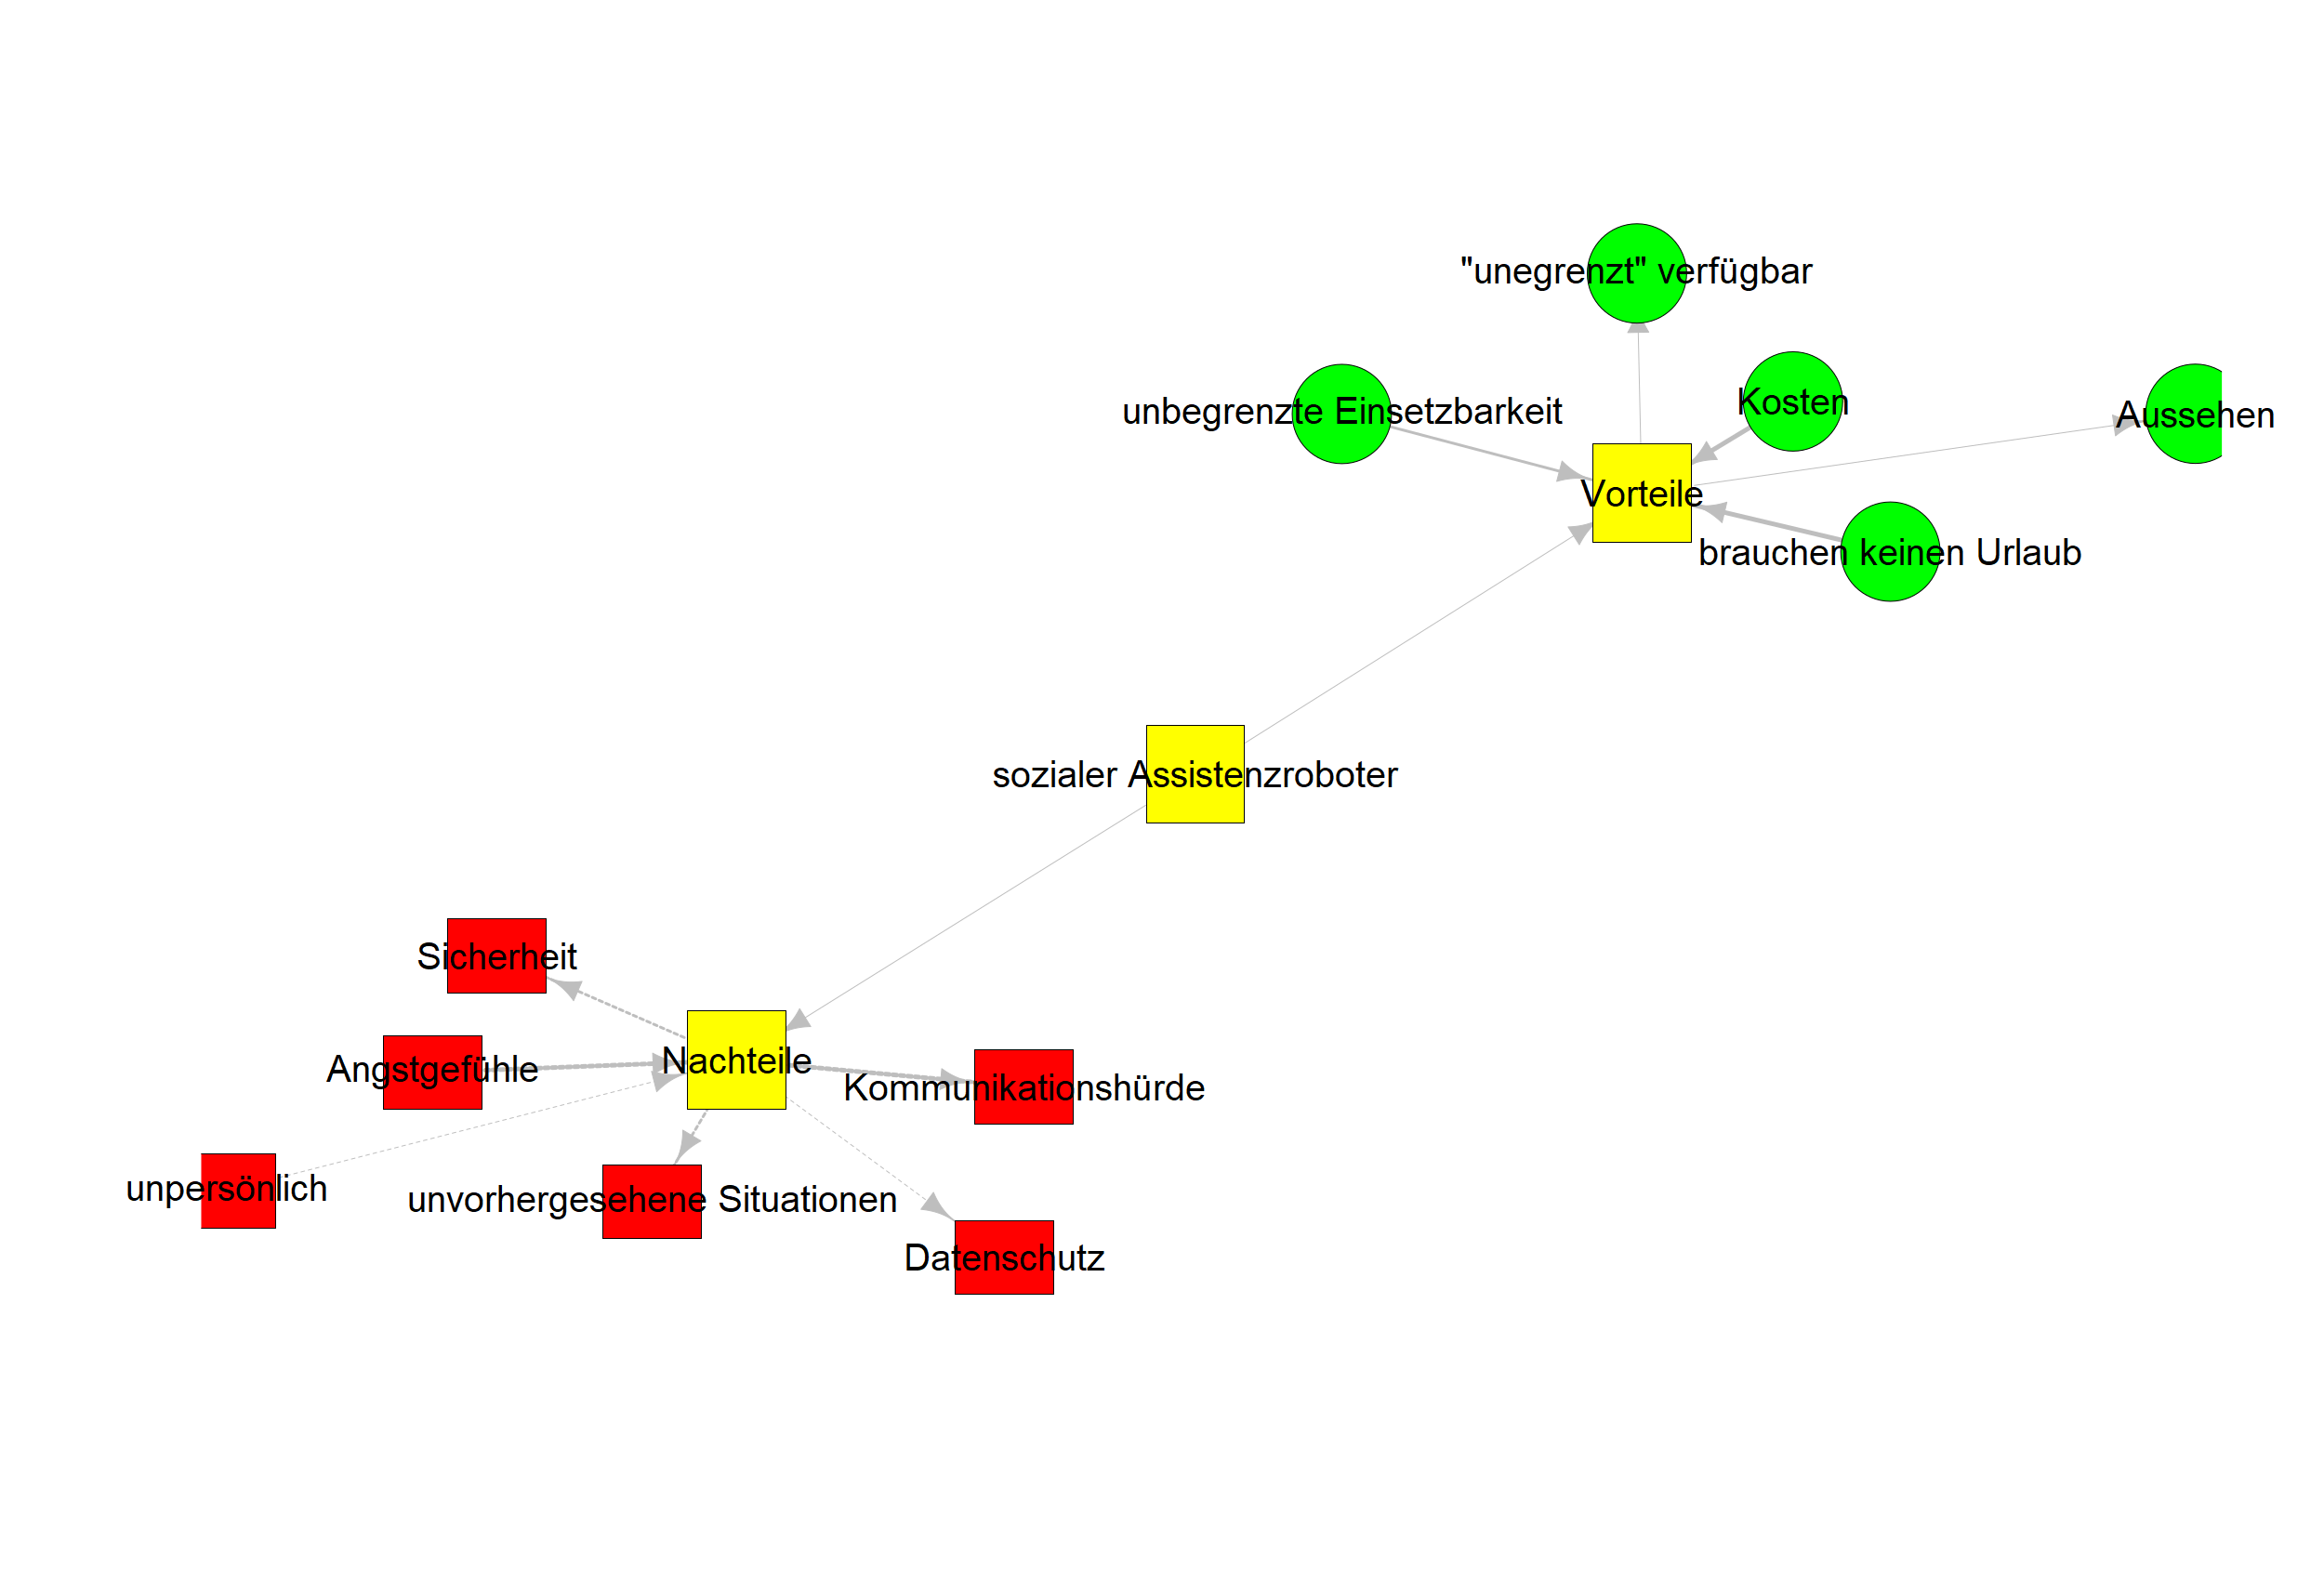 "unegrenzt" verfügbar
Kosten
unbegrenzte Einsetzbarkeit
Aussehen
Vorteile
brauchen keinen Urlaub
sozialer Assistenzroboter
Sicherheit
Nachteile
Angstgefühle
Kommunikationshürde
unpersönlich
unvorhergesehene Situationen
Datenschutz